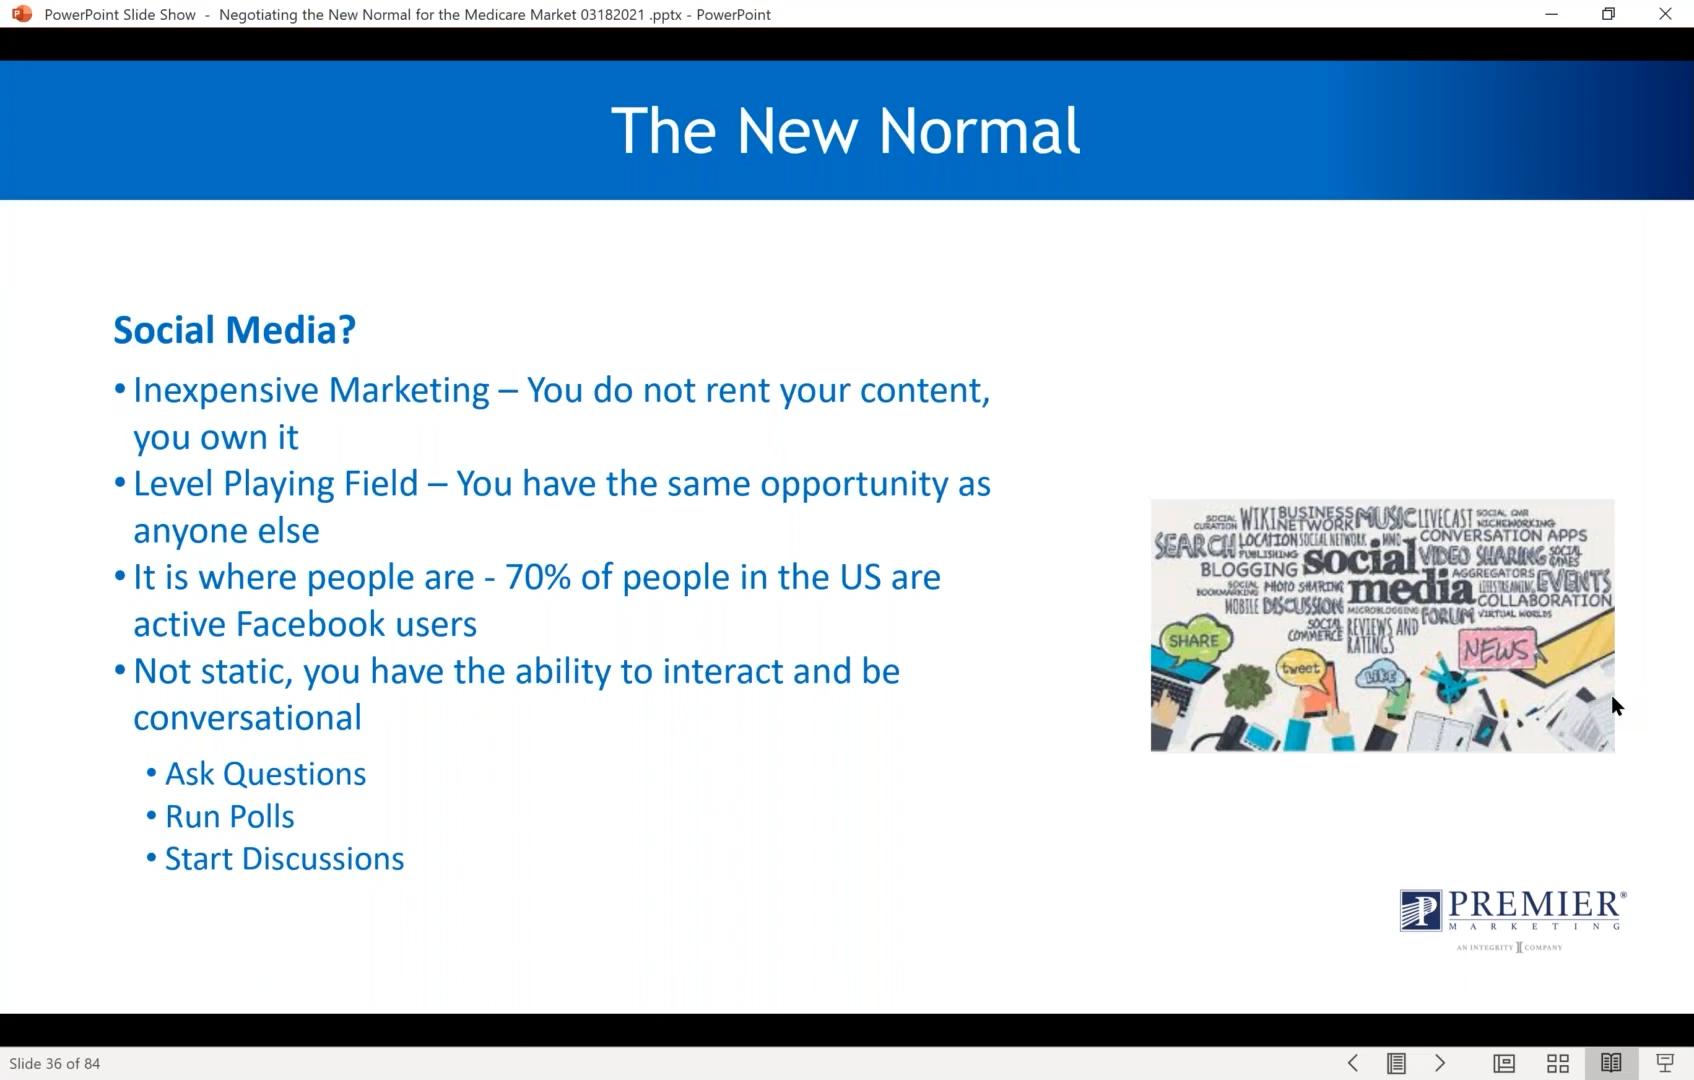 PowerPoint Slide Show - Negotiating the New Normal for the Medicare Market 03182021 .pptx - PowerPoint
The New Normal
Social Media?
• Inexpensive Marketing – You do not rent your content,
you own it
• Level Playing Field – You have the same opportunity as
anyone else
• It is where people are - 70% of people in the US are
active Facebook users
• Not static, you have the ability to interact and be
conversational
• Ask Questions
• Run Polls
• Start Discussions
SOCIAL CURATION
WIKI
BUSINESS NETWORK
MUSIC
LIVECAST
SEARCH
LOCATION
SOCIAL NETWORK
MMO
CONVERSATION APPS
PUBLISHING
social
VIDEO SHARING
SOCIAL GAMES
BLOGGING
AGGREGATORS
EVENTS
SOCIAL BOOKMARKING
PHOTO SHARING
media
LIFESTREAMING
COLLABORATION
MOBILE
DISCUSSION
MICROBLOGGING
FORUM
VIRTUAL WORLDS
SOCIAL COMMERCE
REVIEWS AND RATINGS
SHARE
tweet
LIKE
NEWS
PREMIER®
MARKETING
AN INTEGRITY COMPANY
Slide 36 of 84